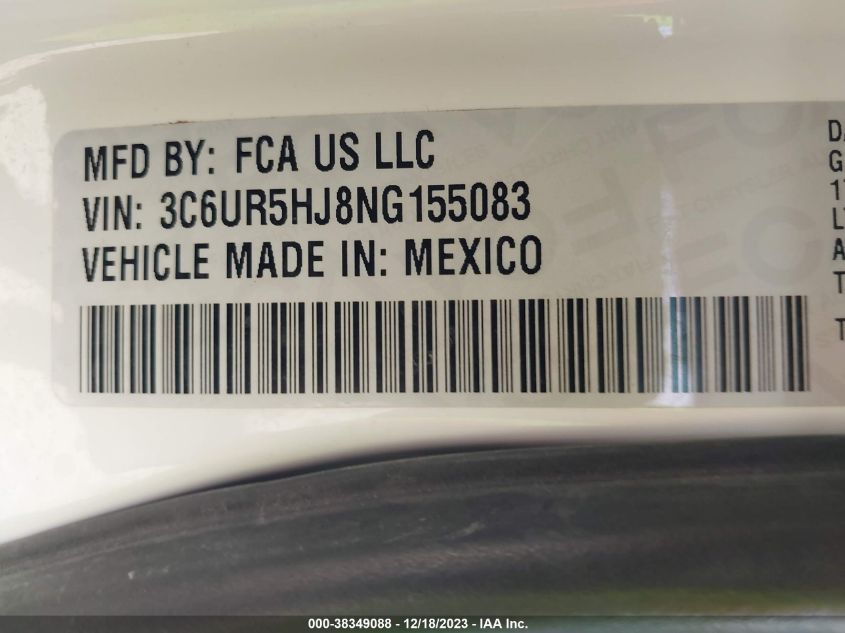 MFD BY: FCA US LLC
VIN: 3C6UR5HJ8NG155083
VEHICLE MADE IN: MEXICO
000-38349088 - 12/18/2023 - IAA Inc.